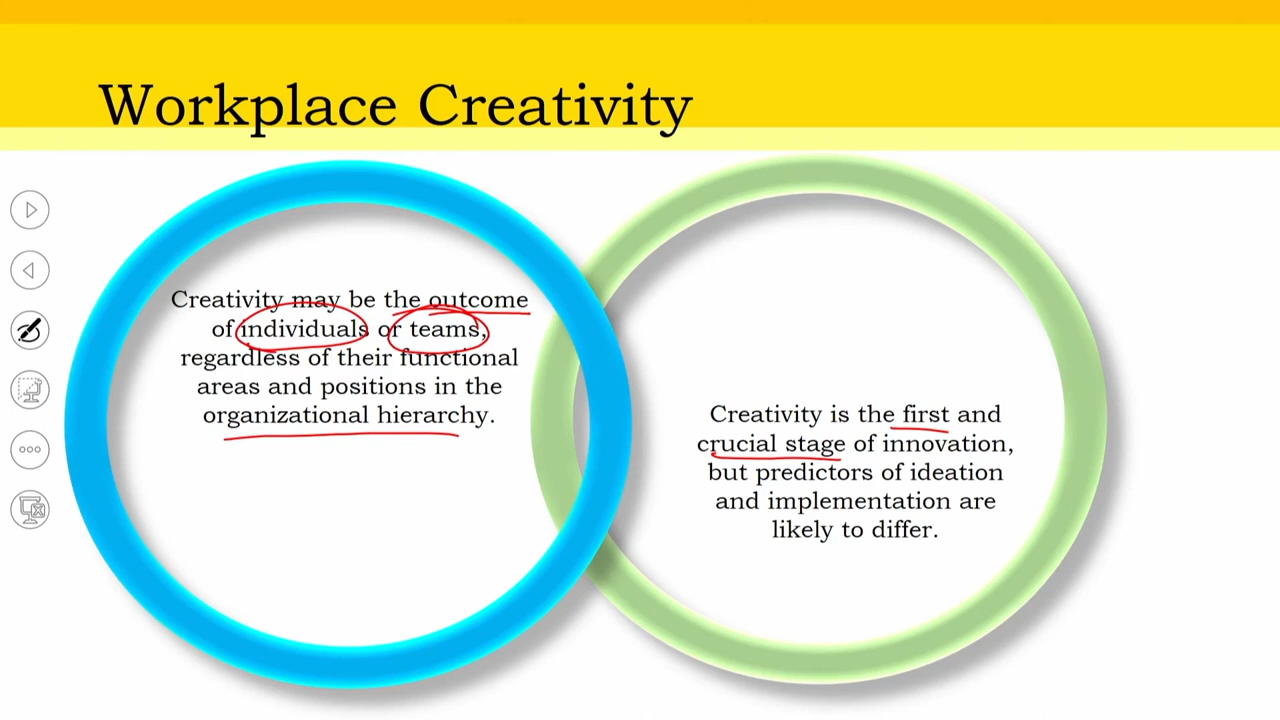 Workplace Creativity
Creativity may be the outcome
of individuals or teams,
regardless of their functional
areas and positions in the
organizational hierarchy.
Creativity is the first and
crucial stage of innovation,
but predictors of ideation
and implementation are
likely to differ.